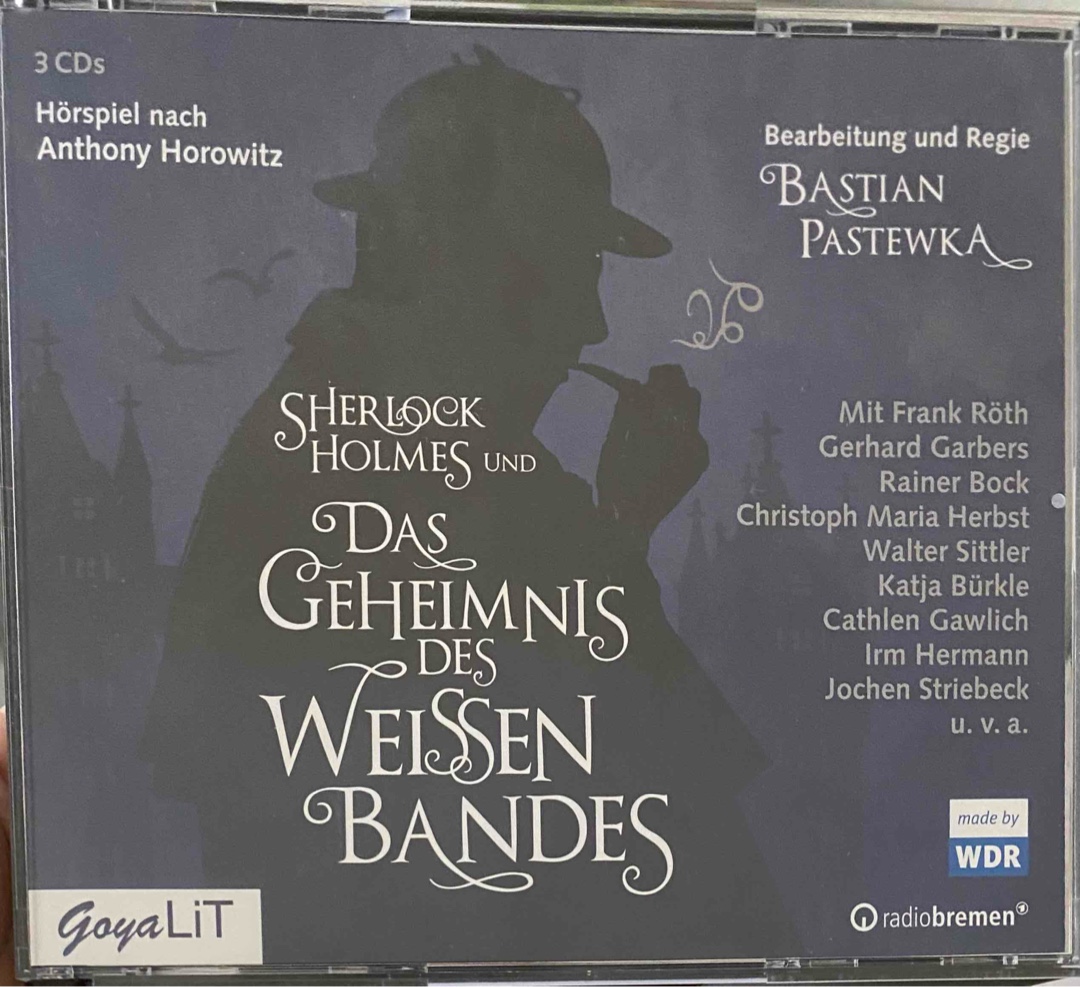 3 CDs
Hörspiel nach
Anthony Horowitz
Bearbeitung und Regie
BASTIAN
PASTEWKA
SHERLOCK
HOLMES UND
DAS
GEHEIMNIS
DES
WEISSEN
BANDES
Mit Frank Röth
Gerhard Garbers
Rainer Bock
Christoph Maria Herbst
Walter Sittler
Katja Bürkle
Cathlen Gawlich
Irm Hermann
Jochen Striebeck
u. v. a.
made by
WDR
radiobremen
GoyaLiT